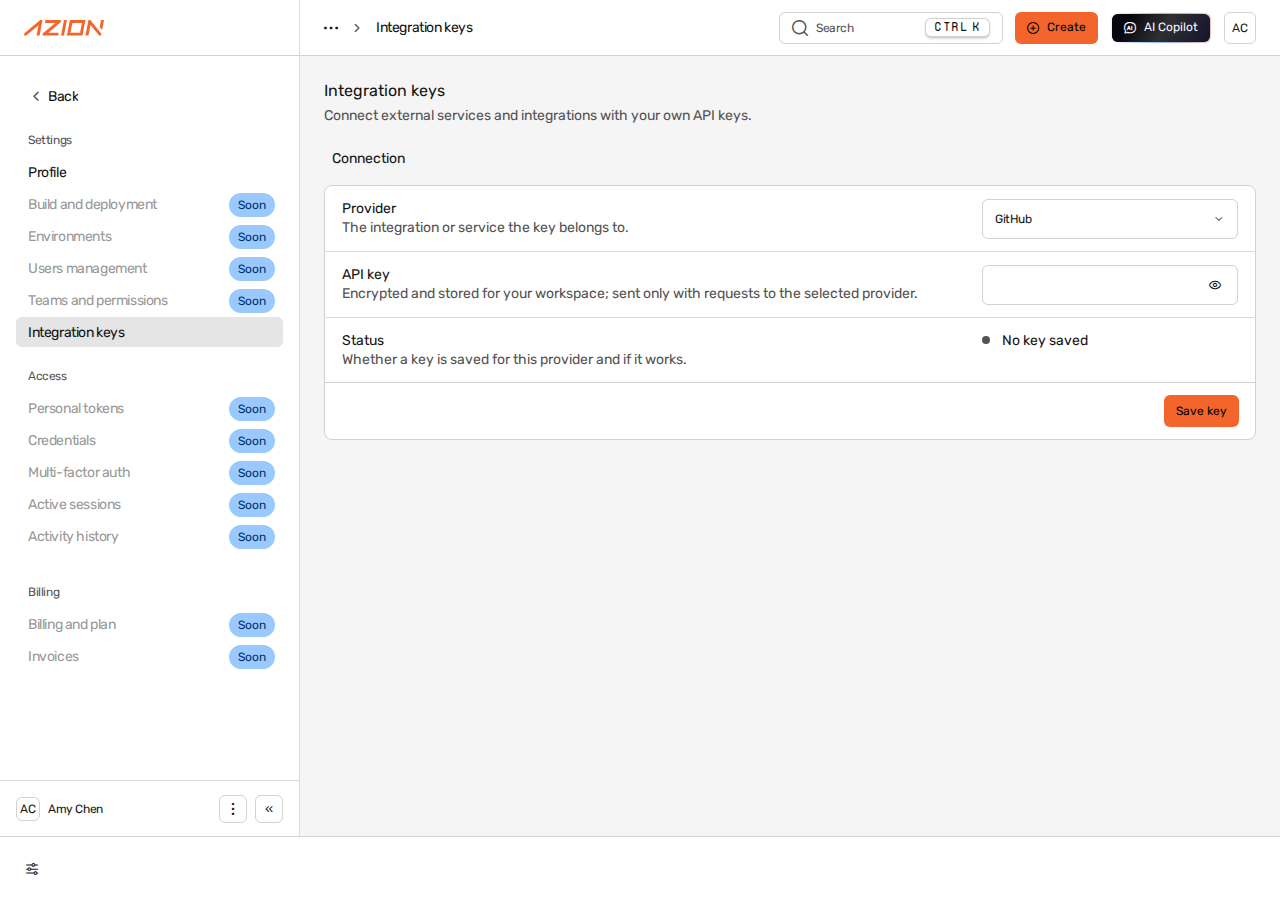 AZION
Integration keys
Search
CTRL K
Create
AI Copilot
AC
Back
Settings
Profile
Build and deployment
Soon
Environments
Soon
Users management
Soon
Teams and permissions
Soon
Integration keys
Access
Personal tokens
Soon
Credentials
Soon
Multi-factor auth
Soon
Active sessions
Soon
Activity history
Soon
Billing
Billing and plan
Soon
Invoices
Soon
AC
Amy Chen
Integration keys
Connect external services and integrations with your own API keys.
Connection
Provider
The integration or service the key belongs to.
GitHub
API key
Encrypted and stored for your workspace; sent only with requests to the selected provider.
Status
Whether a key is saved for this provider and if it works.
No key saved
Save key